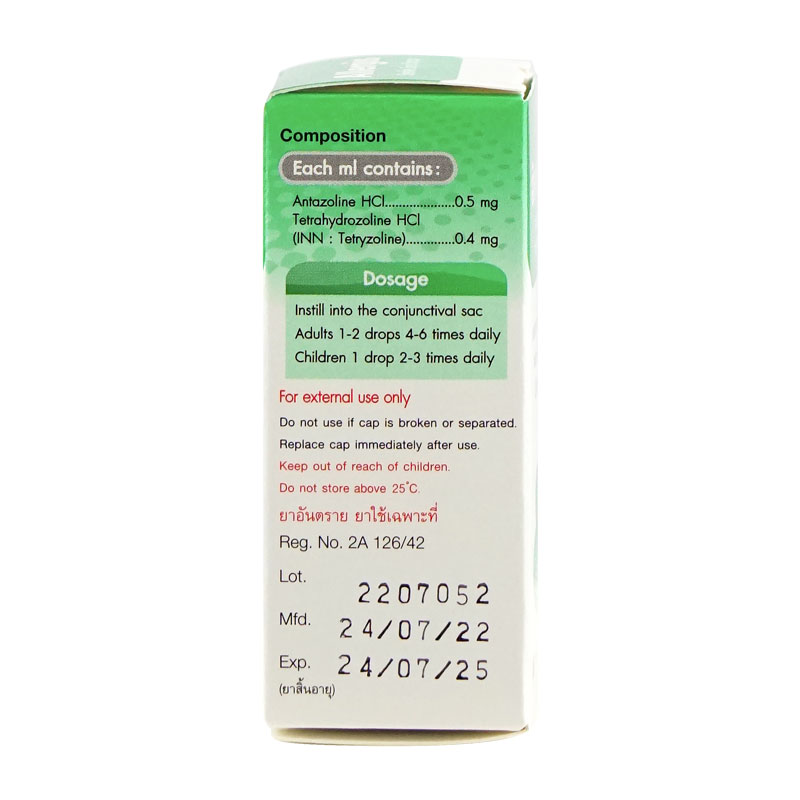 Composition
Each ml contains :
Antazoline HCl....................0.5 mg
Tetrahydrozoline HCl
(INN : Tetryzoline)..............0.4 mg
Dosage
Instill into the conjunctival sac
Adults 1-2 drops 4-6 times daily
Children 1 drop 2-3 times daily
For external use only
Do not use if cap is broken or separated.
Replace cap immediately after use.
Keep out of reach of children.
Do not store above 25°C.
ยาอันตราย ยาใช้เฉพาะที่
Reg. No. 2A 126/42
Lot. 2207052
Mfd. 24/07/22
Exp. 24/07/25
(ยาสิ้นอายุ)